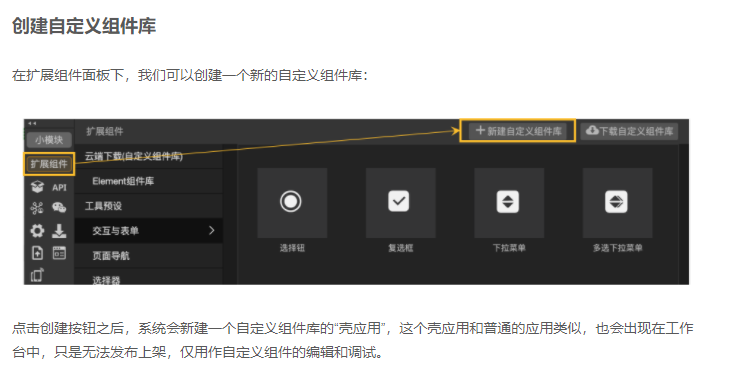 创建自定义组件库
在扩展组件面板下，我们可以创建一个新的自定义组件库：
小模块
扩展组件
＋新建自定义组件库
下载自定义组件库
扩展组件
云端下载(自定义组件库)
API
Element组件库
工具预设
交互与表单
页面导航
选择器
选择钮
复选框
下拉菜单
多选下拉菜单
点击创建按钮之后，系统会新建一个自定义组件库的“壳应用”，这个壳应用和普通的应用类似，也会出现在工作
台中，只是无法发布上架，仅用作自定义组件的编辑和调试。